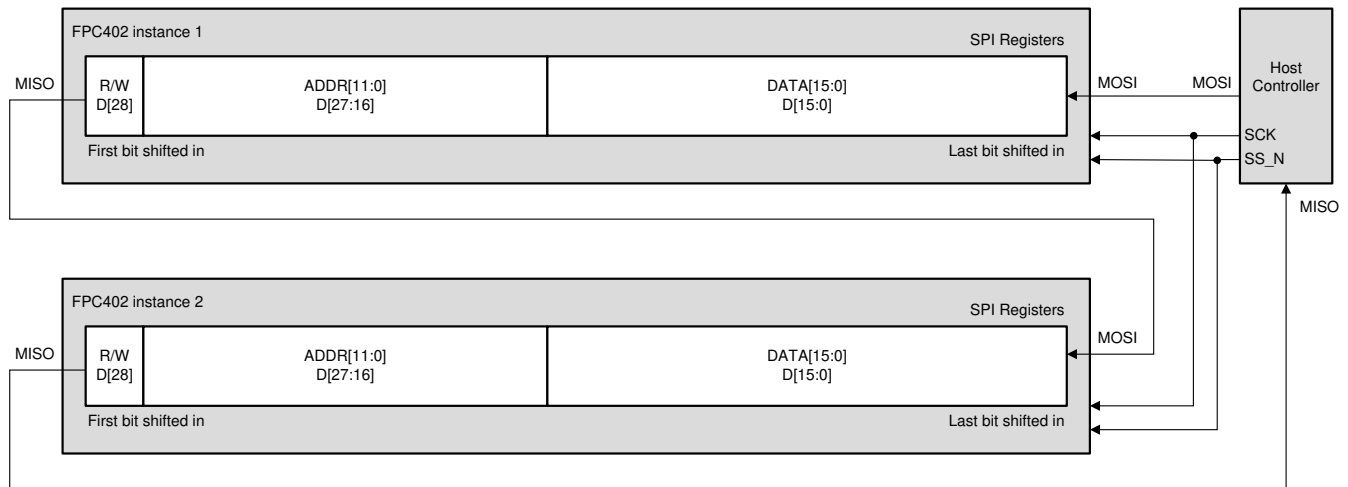 FPC402 instance 1
SPI Registers
MISO
R/W
D[28]
ADDR[11:0]
D[27:16]
DATA[15:0]
D[15:0]
MOSI
MOSI
Host
Controller
SCK
SS_N
First bit shifted in
Last bit shifted in
MISO
FPC402 instance 2
SPI Registers
MISO
R/W
D[28]
ADDR[11:0]
D[27:16]
DATA[15:0]
D[15:0]
MOSI
First bit shifted in
Last bit shifted in